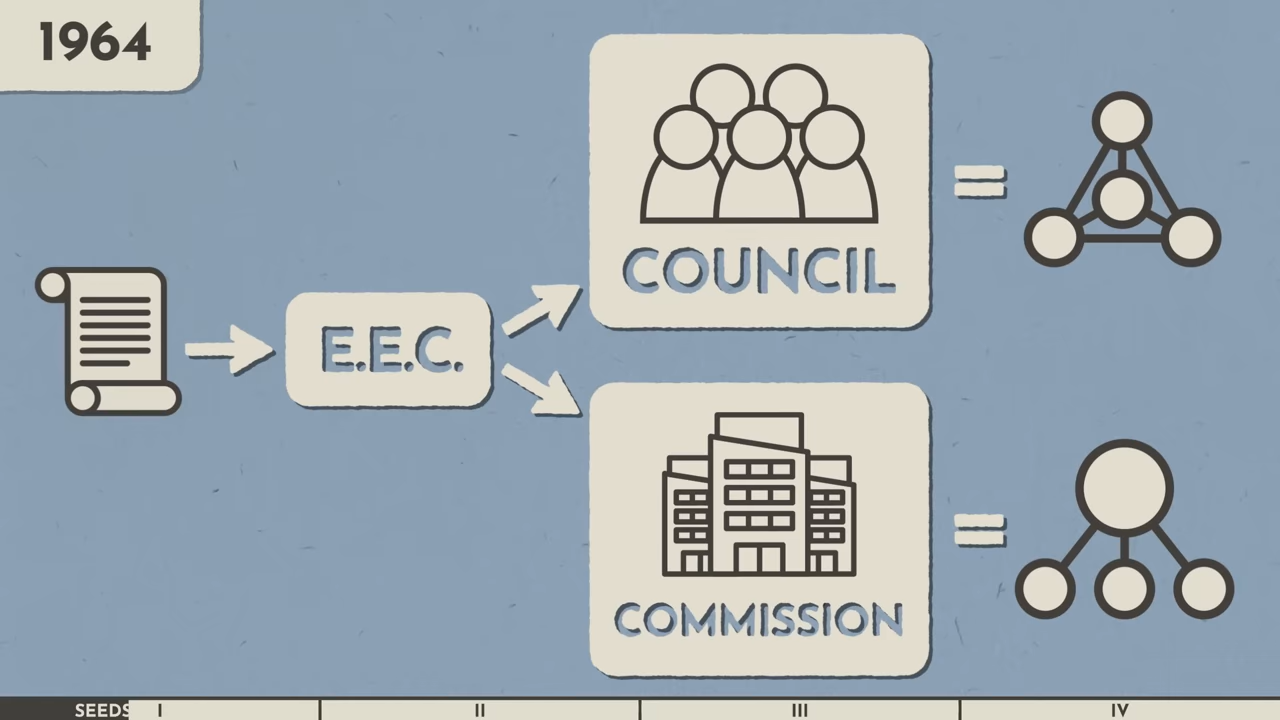 1964
E.E.C.
COUNCIL
COMMISSION
SEEDS I II III IV